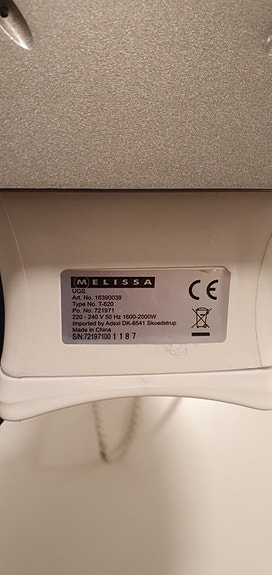 MELISSA
UGS
Art. No. 16390038
Type No. T-620
Po. No. 721971
220 - 240 V 50 Hz 1600-2000W
Imported by Adexi DK-8541 Skoedstrup
Made in China
S/N:72197100 1 1 8 7
CE